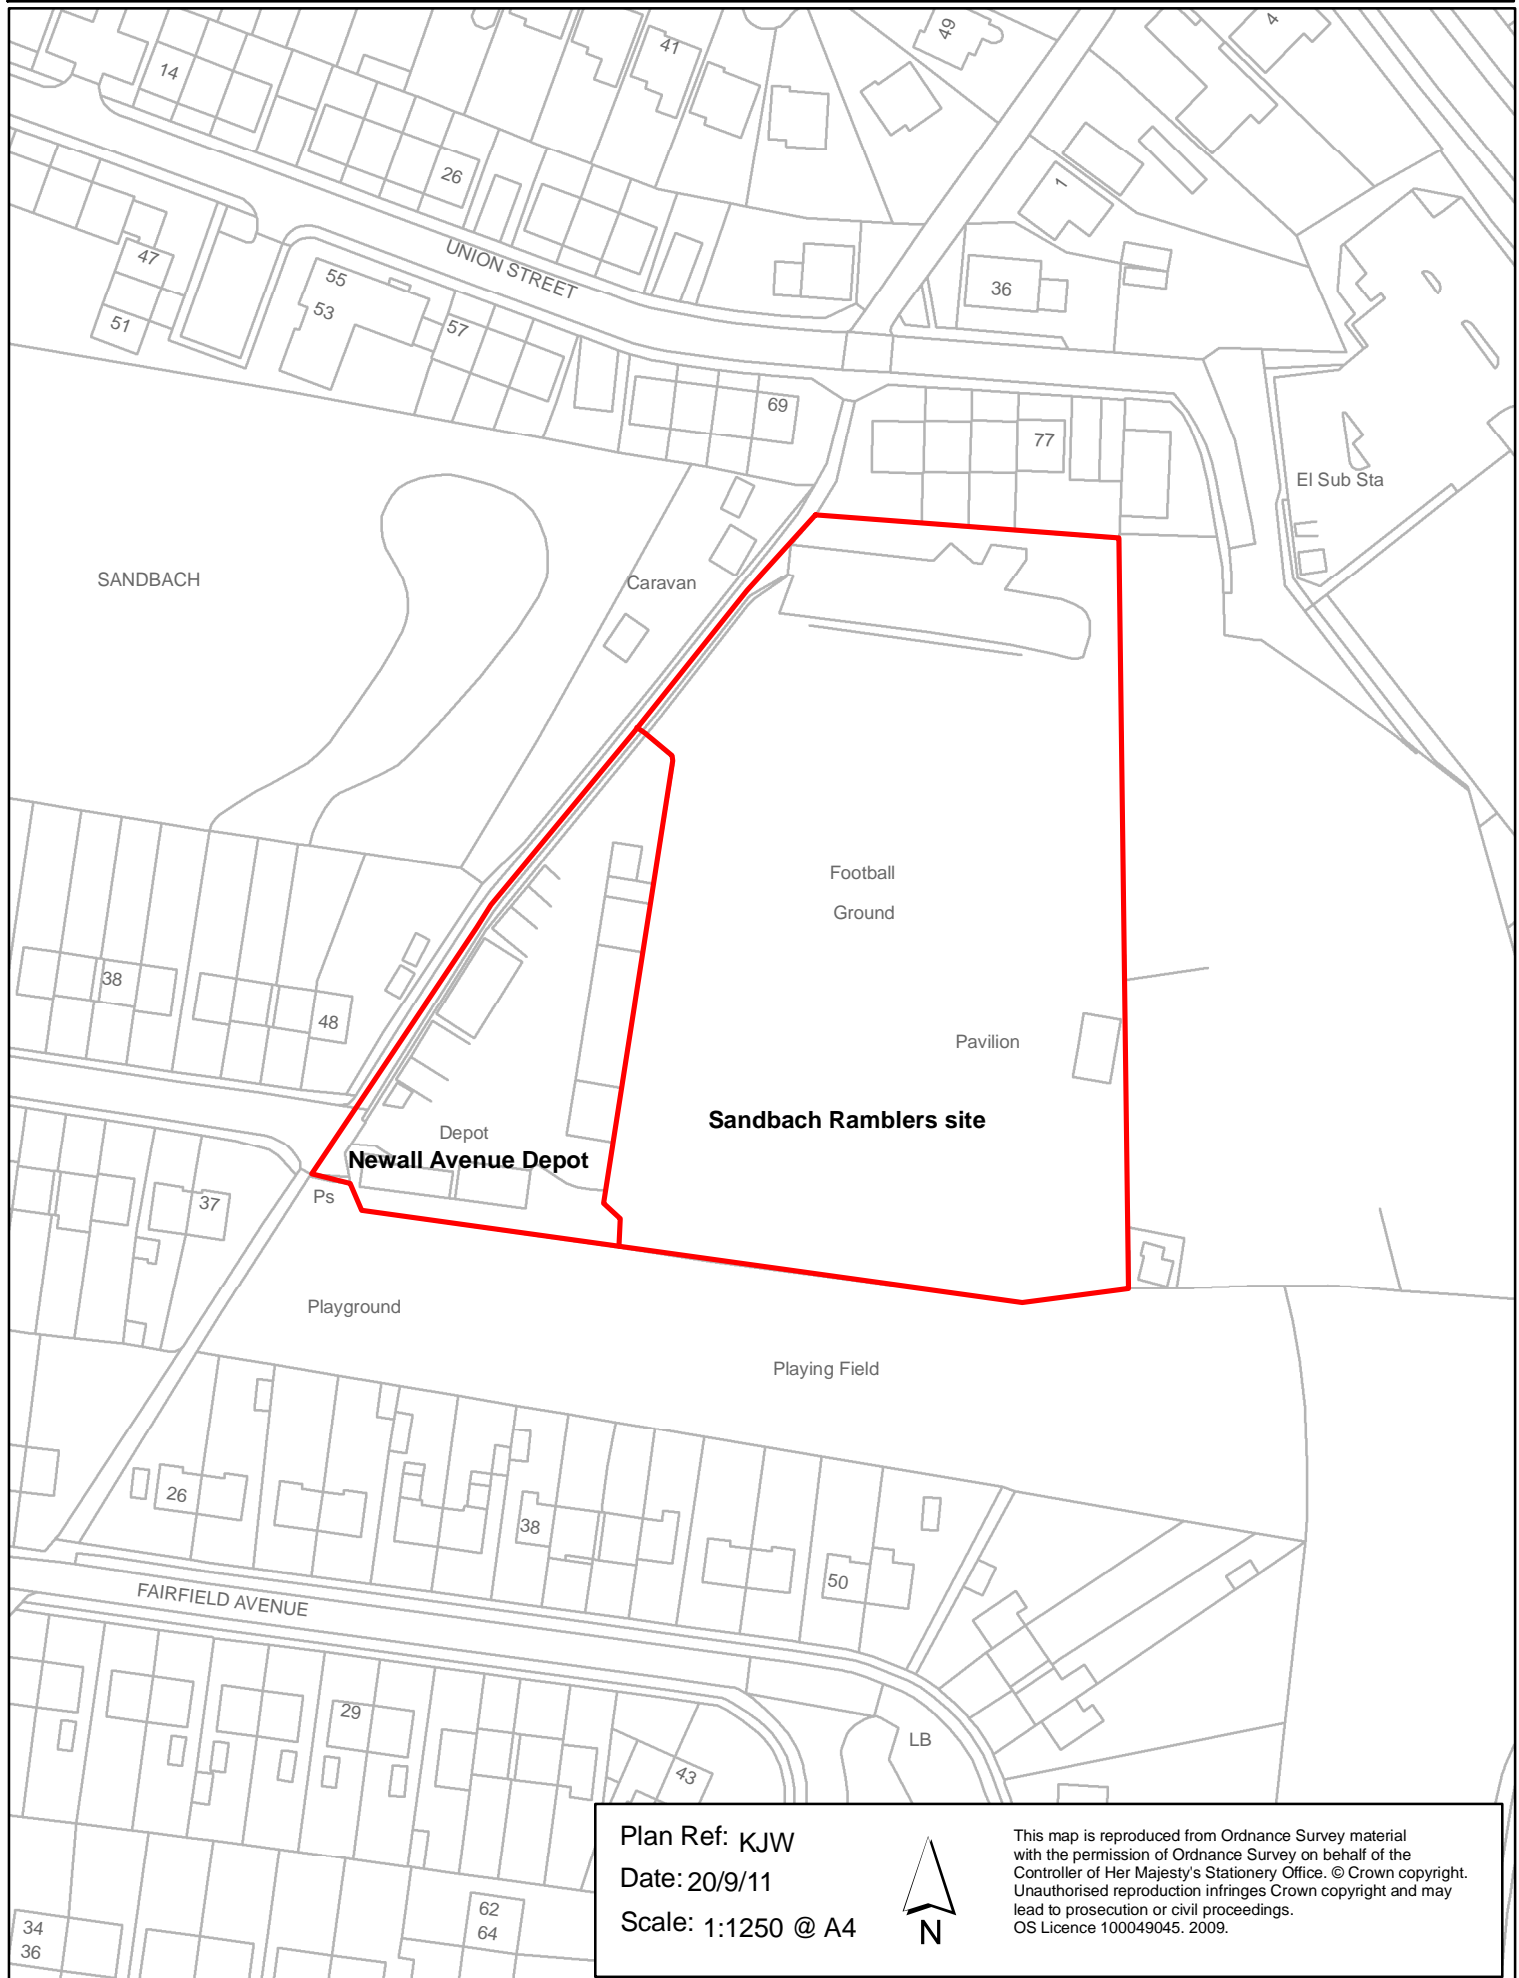 49
4
41
14
26
1
UNION STREET
47
55
53
51
57
36
69
77
El Sub Sta
SANDBACH
Caravan
Football
Ground
38
48
Pavilion
Sandbach Ramblers site
Depot
Newall Avenue Depot
Ps
37
Playground
Playing Field
26
38
50
FAIRFIELD AVENUE
29
LB
43
62
64
34
36
Plan Ref: KJW
Date: 20/9/11
Scale: 1:1250 @ A4
N
This map is reproduced from Ordnance Survey material
with the permission of Ordnance Survey on behalf of the
Controller of Her Majesty's Stationery Office. © Crown copyright.
Unauthorised reproduction infringes Crown copyright and may
lead to prosecution or civil proceedings.
OS Licence 100049045. 2009.